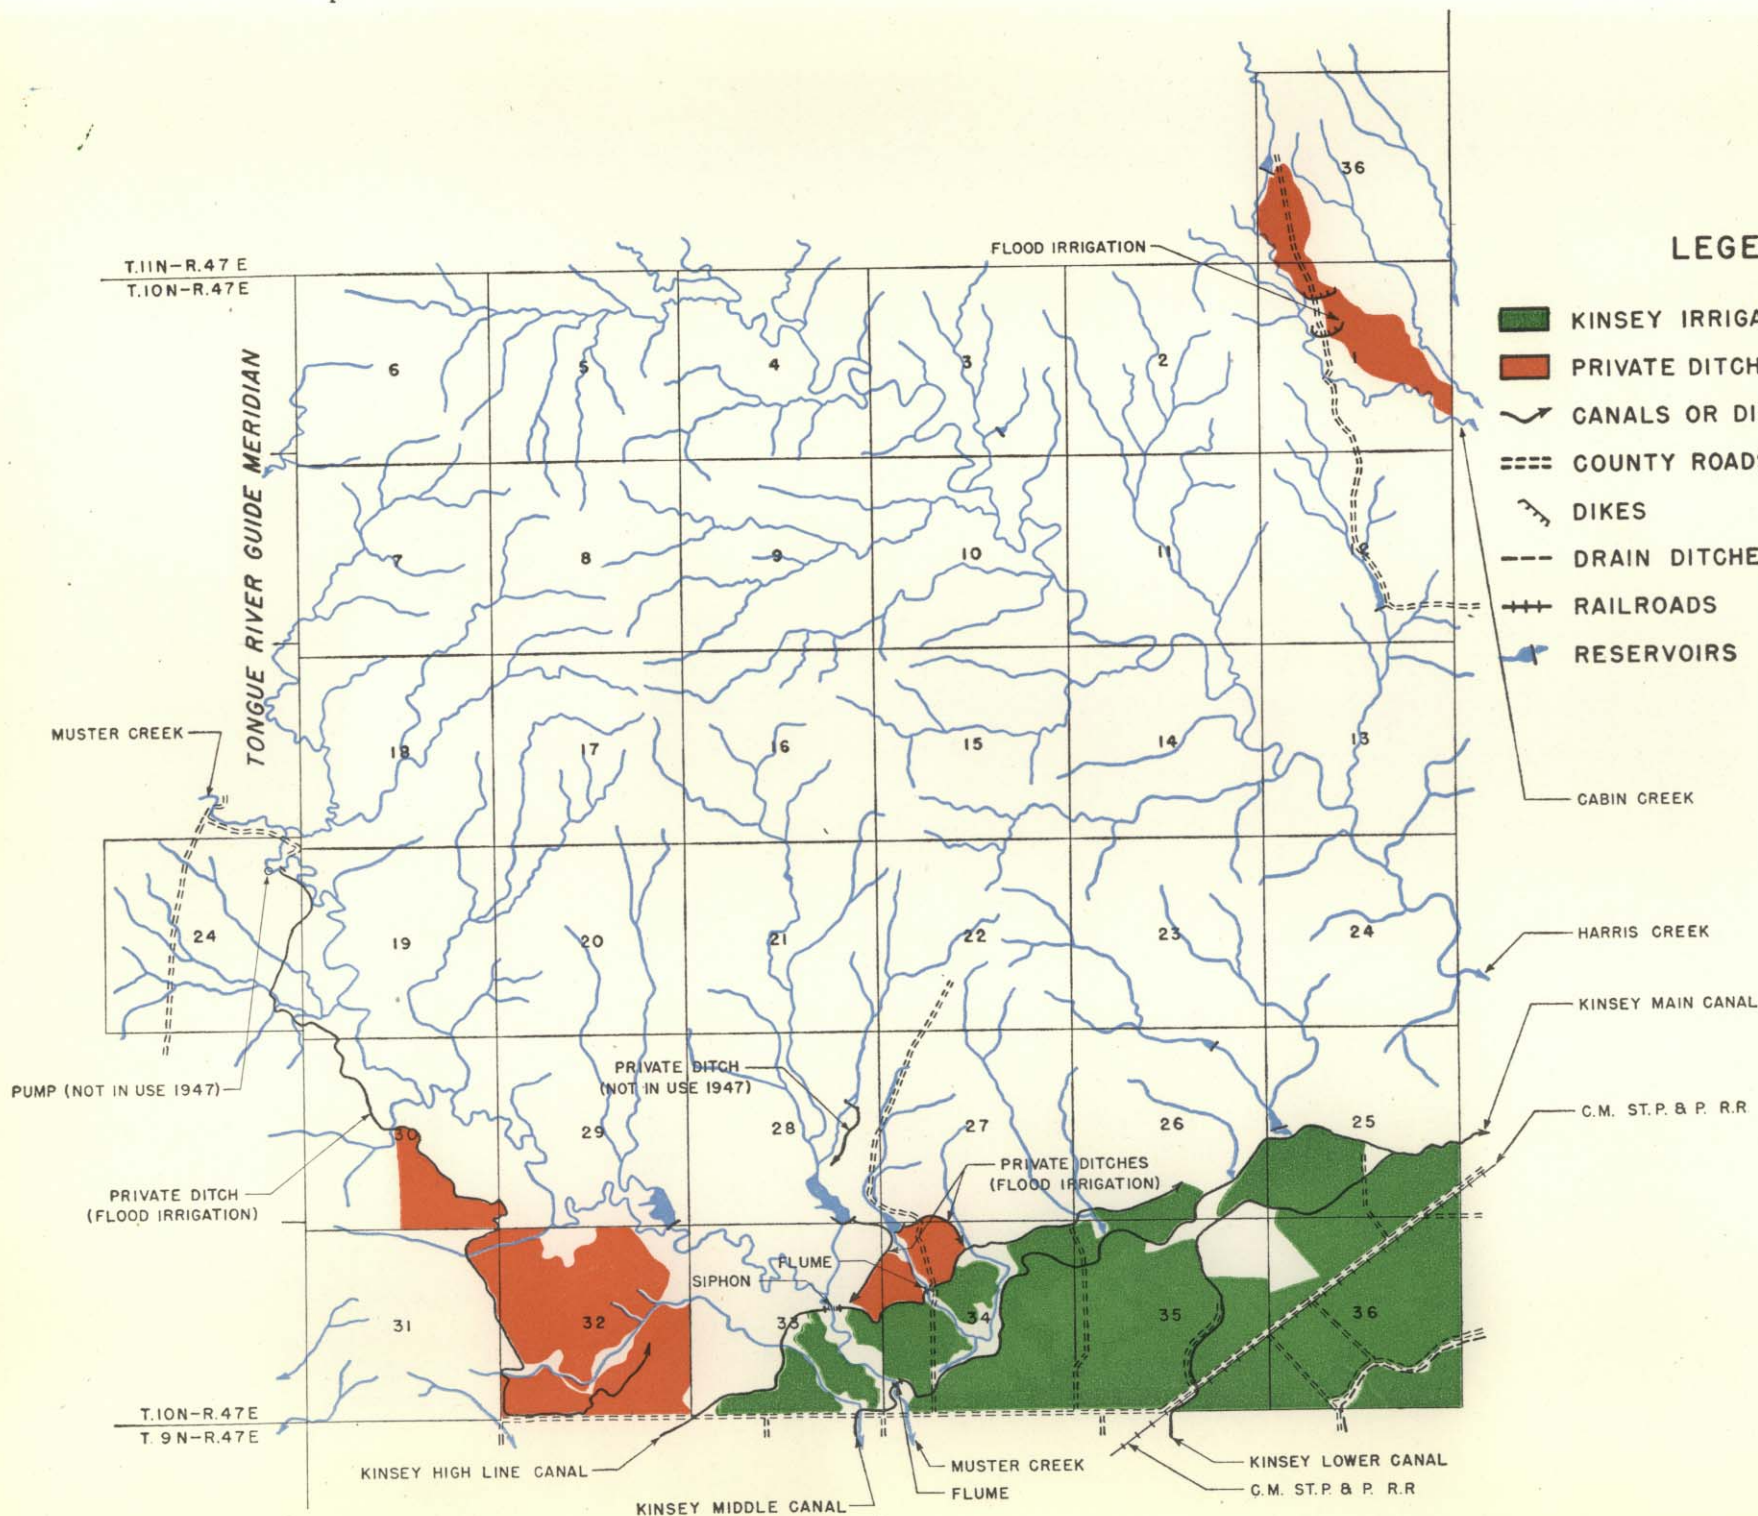 T.11N-R.47 E
T.10N-R.47E
TONGUE RIVER GUIDE MERIDIAN
FLOOD IRRIGATION
36
6
5
4
3
2
1
7
8
9
10
11
18
17
16
15
14
13
MUSTER CREEK
24
19
20
21
22
23
24
PUMP (NOT IN USE 1947)
PRIVATE DITCH
(NOT IN USE 1947)
30
29
28
27
26
25
PRIVATE DITCH
(FLOOD IRRIGATION)
PRIVATE DITCHES
(FLOOD IRRIGATION)
FLUME
SIPHON
31
32
33
34
35
36
T.10N-R.47E
T. 9N-R.47E
KINSEY HIGH LINE CANAL
KINSEY MIDDLE CANAL
MUSTER CREEK
FLUME
KINSEY LOWER CANAL
C.M. ST.P. & P. R.R
LEGE
KINSEY IRRIGA
PRIVATE DITCH
CANALS OR DI
COUNTY ROAD
DIKES
DRAIN DITCHE
RAILROADS
RESERVOIRS
CABIN CREEK
HARRIS CREEK
KINSEY MAIN CANAL
C.M. ST.P. & P. R.R